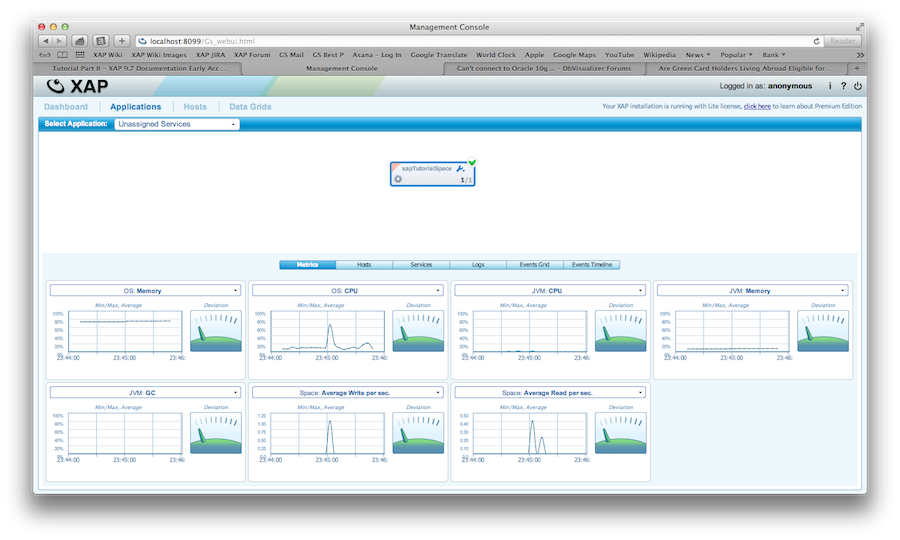 Management Console
localhost:8099/Gs_webui.html Reader
XAP Wiki XAP Wiki Images XAP JIRA XAP Forum GS Mail GS Best P Asana – Log In Google Translate World Clock Apple Google Maps YouTube Wikipedia News Popular Bank
Tutorial Part II – XAP 9.7 Documentation Early Acc... Management Console Can't connect to Oracle 10g ... – DbVisualizer Forums Are Green Card Holders Living Abroad Eligible for...
XAP Logged in as: anonymous i ?
Dashboard Applications Hosts Data Grids Your XAP installation is running with Lite license, click here to learn about Premium Edition
Select Application: Unassigned Services
xapTutorialSpace
1/1
Metrics Hosts Services Logs Events Grid Events Timeline
OS: Memory OS: CPU JVM: CPU JVM: Memory
Min/Max, Average Deviation Min/Max, Average Deviation Min/Max, Average Deviation Min/Max, Average Deviation
100% 100% 100% 100%
80% 80% 80% 80%
60% 60% 60% 60%
40% 40% 40% 40%
20% 20% 20% 20%
23:44:00 23:45:00 23:46: 23:44:00 23:45:00 23:46: 23:44:00 23:45:00 23:46: 23:44:00 23:45:00 23:46:
JVM: GC Space: Average Write per sec. Space: Average Read per sec.
Min/Max, Average Deviation Min/Max, Average Deviation Min/Max, Average Deviation
100% 1.25 0.50
80% 1.00 0.40
60% 0.75 0.30
40% 0.50 0.20
20% 0.25 0.10
23:44:00 23:45:00 23:46: 23:44:00 23:45:00 23:46: 23:44:00 23:45:00 23:46: